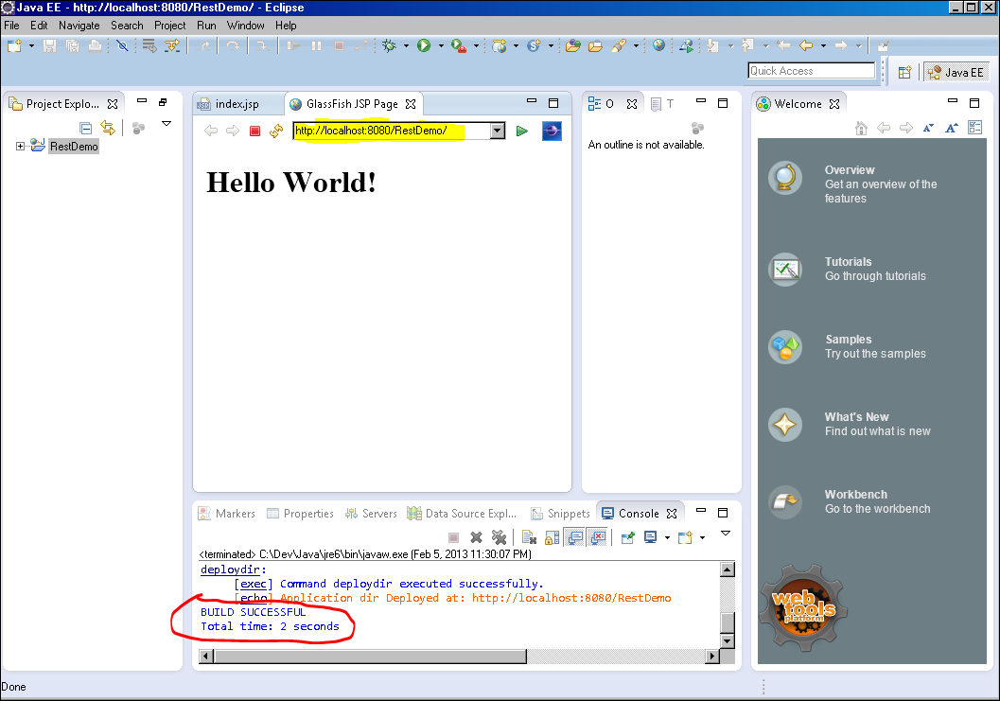 Java EE - http://localhost:8080/RestDemo/ - Eclipse
File Edit Navigate Search Project Run Window Help
Quick Access
Java EE
Project Explo...
RestDemo
index.jsp
GlassFish JSP Page
http://localhost:8080/RestDemo/
Hello World!
O
T
An outline is not available.
Welcome
Overview
Get an overview of the
features
Tutorials
Go through tutorials
Samples
Try out the samples
What's New
Find out what is new
Workbench
Go to the workbench
web
tools
platform
Markers Properties Servers Data Source Expl... Snippets Console
<terminated> C:\Dev\Java\jre6\bin\javaw.exe (Feb 5, 2013 11:30:07 PM)
deploydir:
[exec] Command deploydir executed successfully.
[echo] Application dir Deployed at: http://localhost:8080/RestDemo
BUILD SUCCESSFUL
Total time: 2 seconds
Done